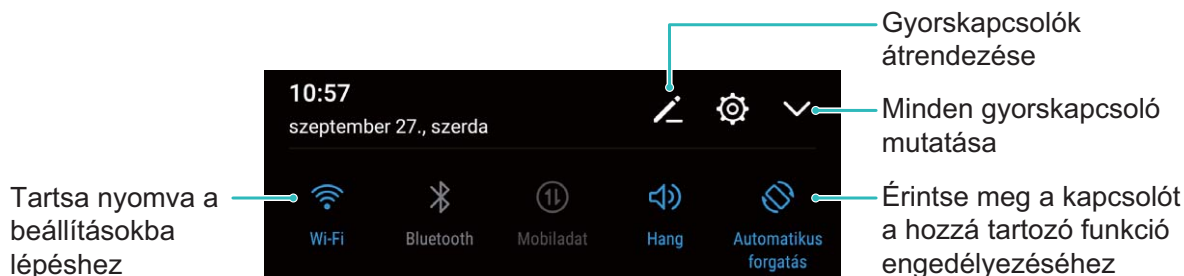 Gyorskapcsolók
átrendezése
10:57
szeptember 27., szerda
Minden gyorskapcsoló
mutatása
Tartsa nyomva a
beállításokba
lépéshez
Wi-Fi
Bluetooth
Mobiladat
Hang
Automatikus
forgatás
Érintse meg a kapcsolót
a hozzá tartozó funkció
engedélyezéséhez